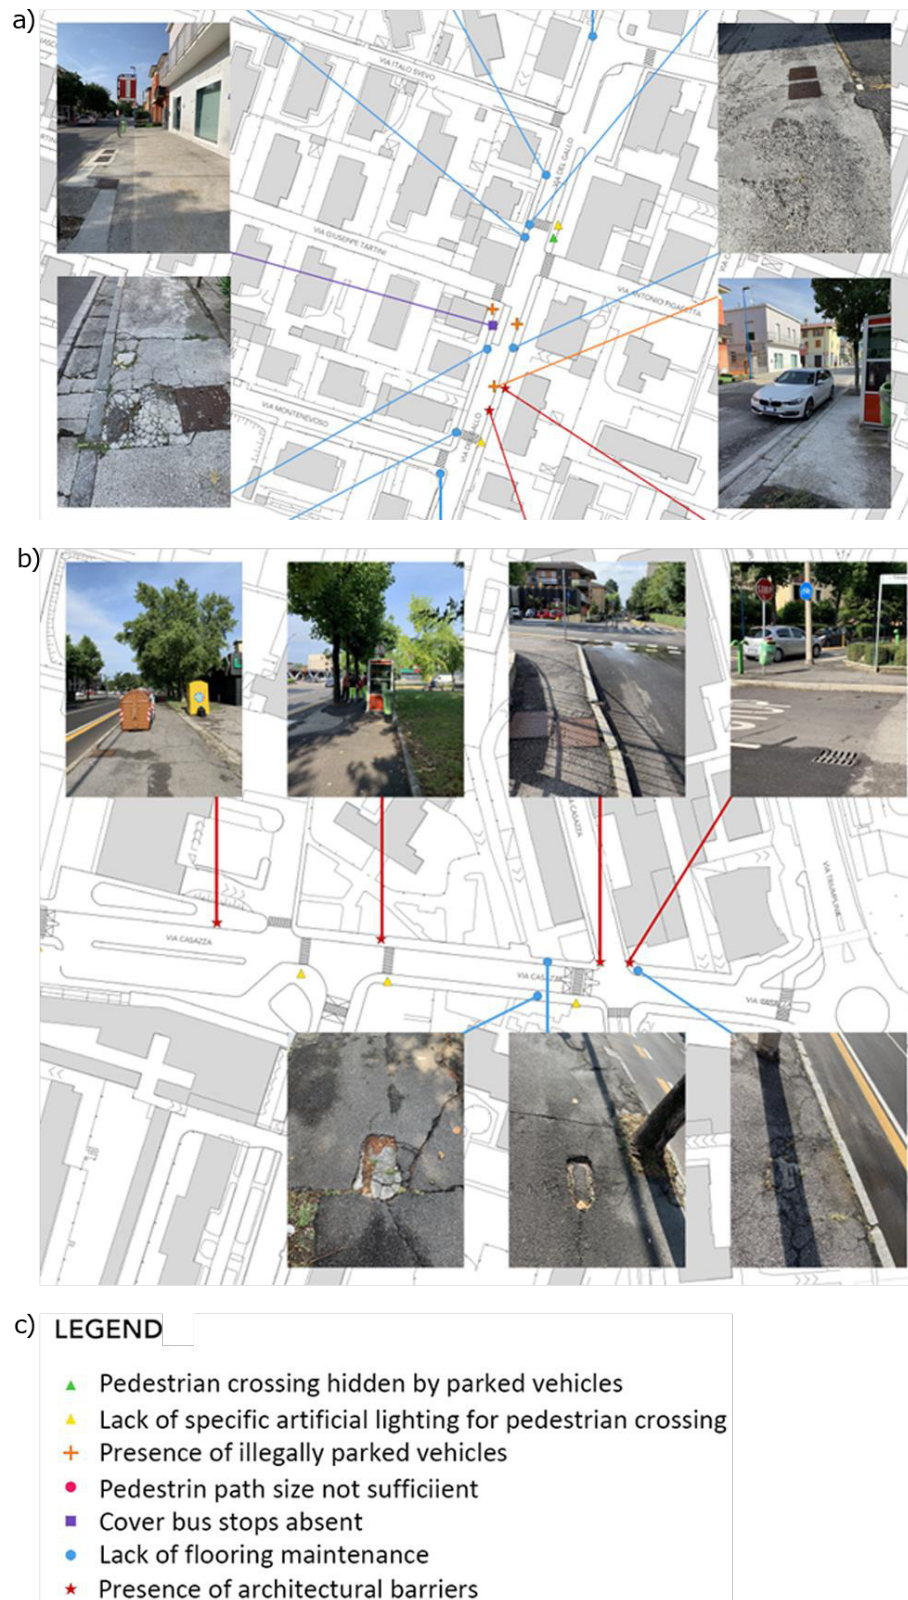 a)
VIA ITALO SVEVO
VIA DEL GALLO
VIA GIUSEPPE TARTINI
VIA ANTONIO PIGAFETTA
VIA MONTENEVOSO
b)
VIA CASAZZA
VIA TRIUMPLINA
c)
LEGEND
Pedestrian crossing hidden by parked vehicles
Lack of specific artificial lighting for pedestrian crossing
Presence of illegally parked vehicles
Pedestrin path size not sufficiient
Cover bus stops absent
Lack of flooring maintenance
Presence of architectural barriers